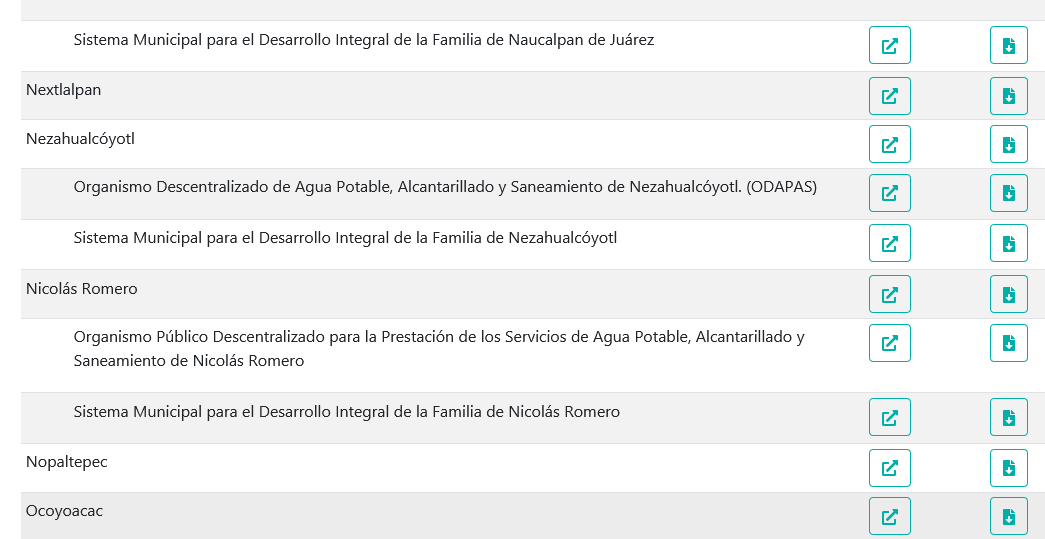 Sistema Municipal para el Desarrollo Integral de la Familia de Naucalpan de Juárez
Nextlalpan
Nezahualcóyotl
Organismo Descentralizado de Agua Potable, Alcantarillado y Saneamiento de Nezahualcóyotl. (ODAPAS)
Sistema Municipal para el Desarrollo Integral de la Familia de Nezahualcóyotl
Nicolás Romero
Organismo Público Descentralizado para la Prestación de los Servicios de Agua Potable, Alcantarillado y
Saneamiento de Nicolás Romero
Sistema Municipal para el Desarrollo Integral de la Familia de Nicolás Romero
Nopaltepec
Ocoyoacac